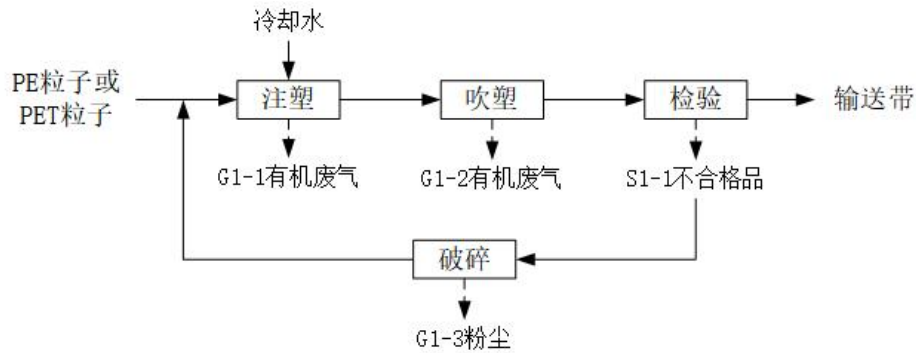 冷却水
PE粒子或
PET粒子
注塑
吹塑
检验
输送带
G1-1有机废气
G1-2有机废气
S1-1不合格品
破碎
G1-3粉尘